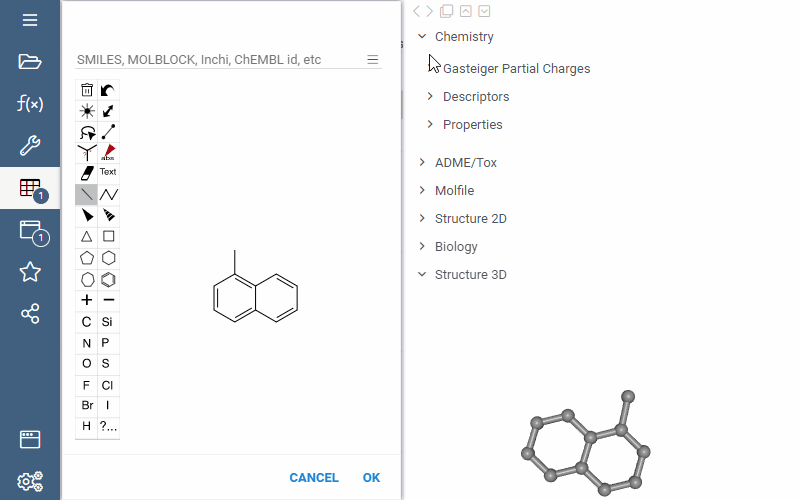 SMILES, MOLBLOCK, Inchi, ChEMBL id, etc
f(x)
1
1
abs
Text
C Si
N P
O S
F Cl
Br I
H ?...
CANCEL OK
Chemistry
Gasteiger Partial Charges
Descriptors
Properties
ADME/Tox
Molfile
Structure 2D
Biology
Structure 3D